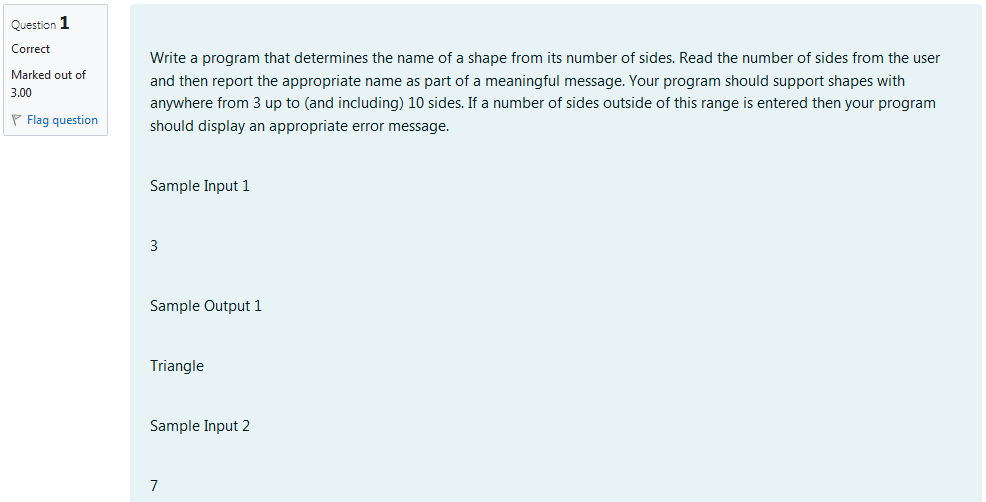 Question 1
Correct
Marked out of
3.00
Flag question
Write a program that determines the name of a shape from its number of sides. Read the number of sides from the user
and then report the appropriate name as part of a meaningful message. Your program should support shapes with
anywhere from 3 up to (and including) 10 sides. If a number of sides outside of this range is entered then your program
should display an appropriate error message.
Sample Input 1
3
Sample Output 1
Triangle
Sample Input 2
7